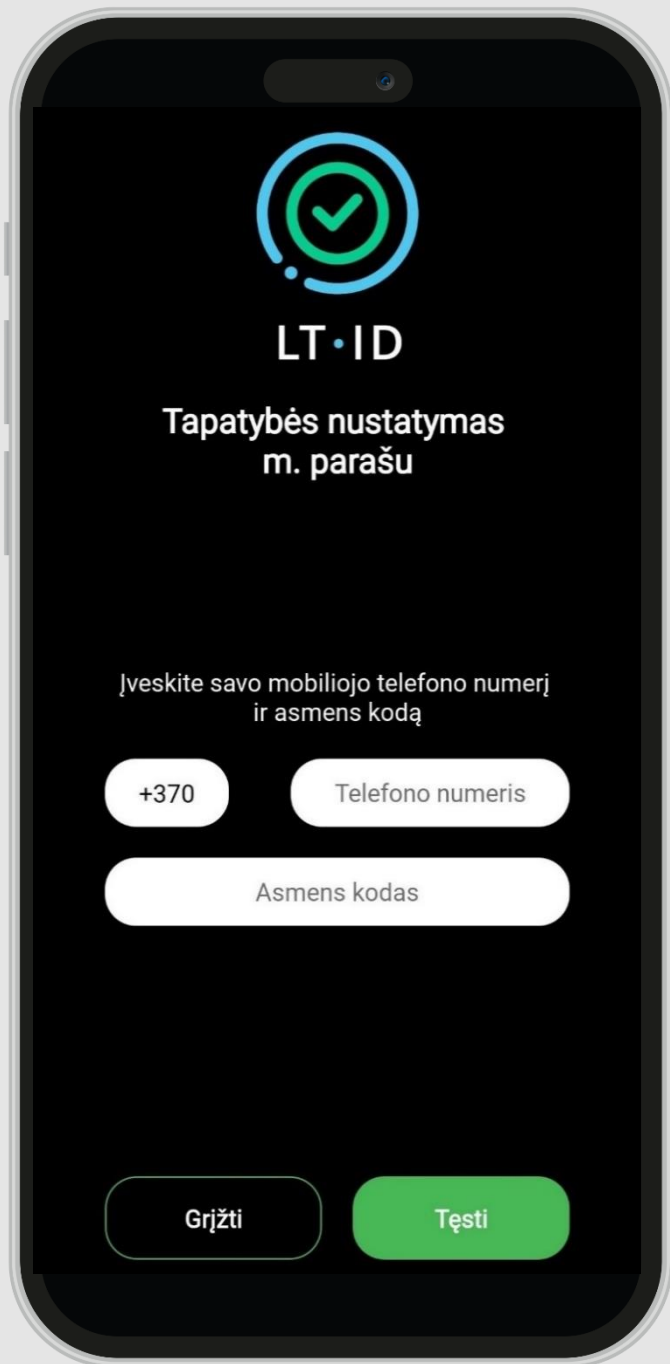 LT·ID
Tapatybės nustatymas
m. parašu
Įveskite savo mobiliojo telefono numerį
ir asmens kodą
+370 Telefono numeris
Asmens kodas
Grįžti Tęsti